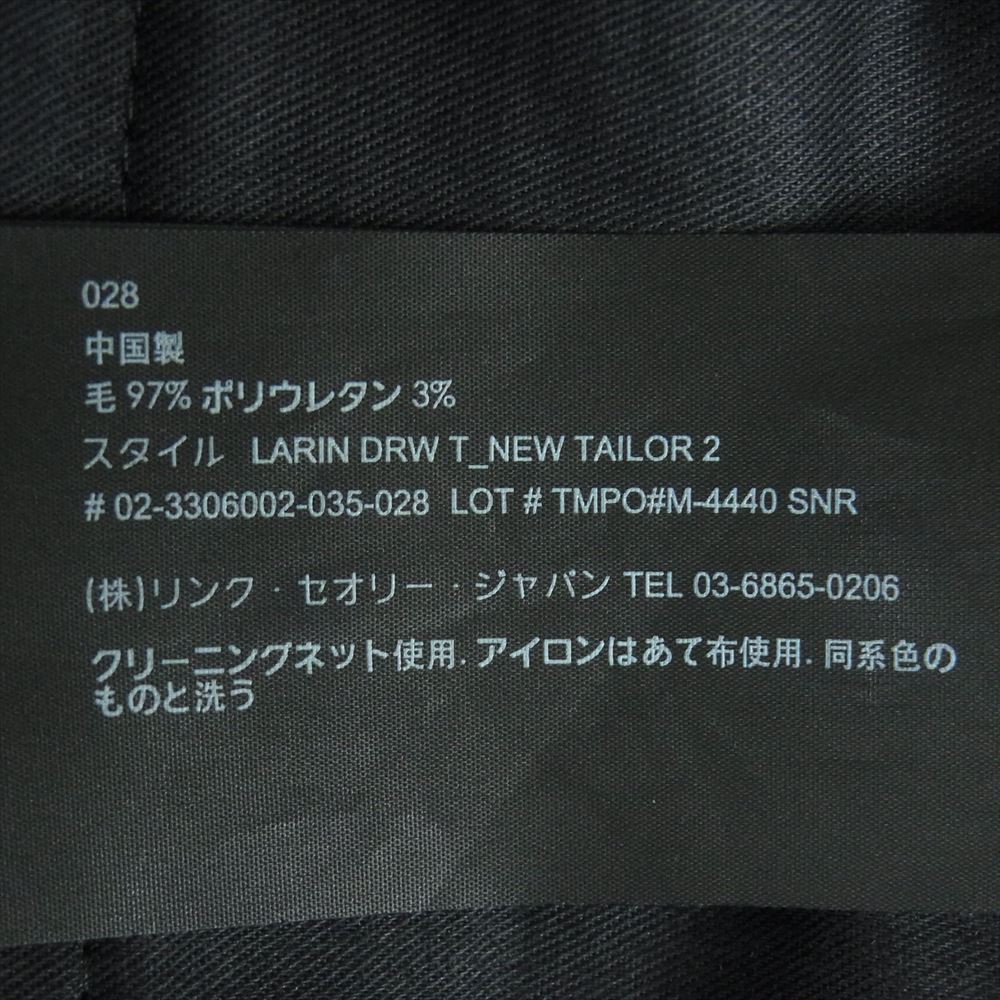 028
中国製
毛 97% ポリウレタン 3%
スタイル LARIN DRW T_NEW TAILOR 2
# 02-3306002-035-028 LOT # TMPO#M-4440 SNR
(株)リンク・セオリー・ジャパン TEL 03-6865-0206
クリーニングネット使用. アイロンはあて布使用. 同系色の
ものと洗う